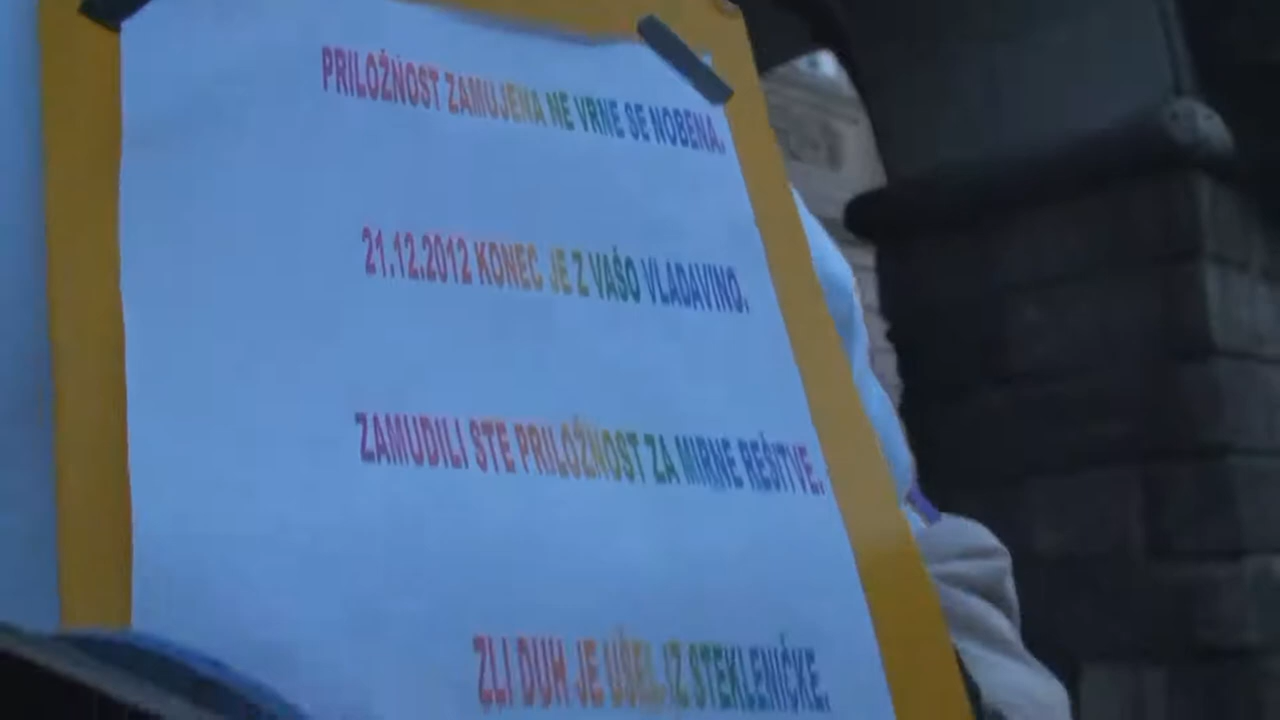 PRILOŽNOST ZAMUJENA NE VRNE SE NOBENA.
21.12.2012 KONEC JE Z VAŠO VLADAVINO.
ZAMUDILI STE PRILOŽNOST ZA MIRNE REŠITVE.
ZLI DUH JE UŠEL IZ STEKLENIČKE.